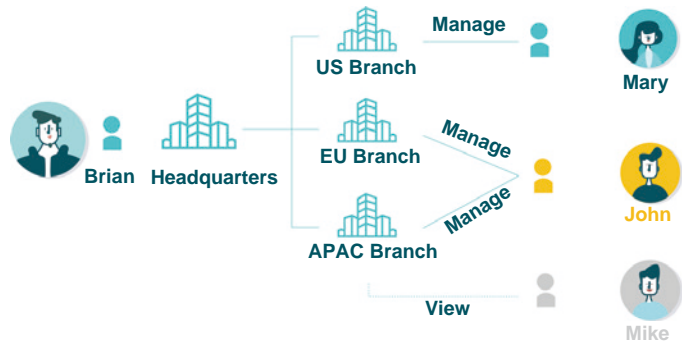 Manage
US Branch
Mary
Brian
Headquarters
EU Branch
Manage
Manage
John
APAC Branch
View
Mike